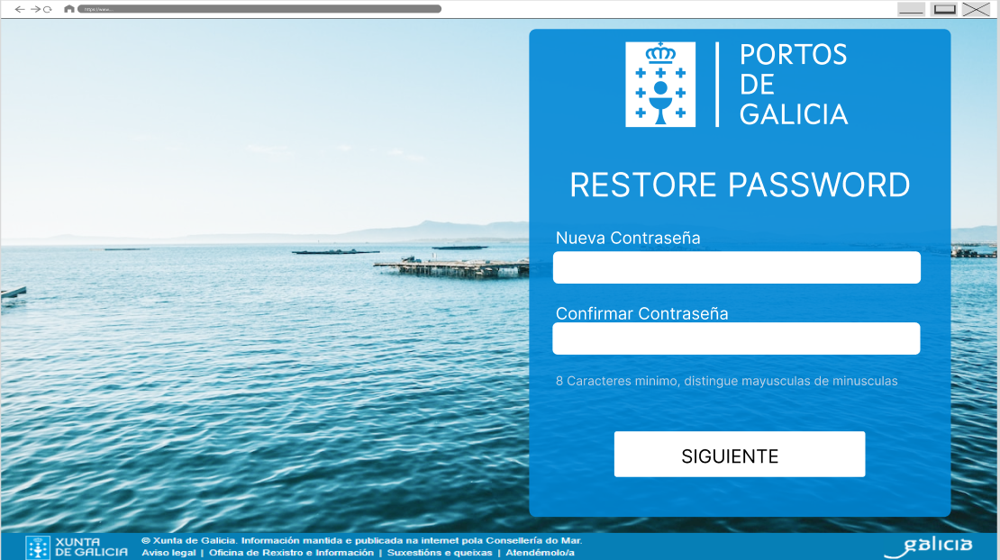 https://www...
PORTOS
DE
GALICIA
RESTORE PASSWORD
Nueva Contraseña
Confirmar Contraseña
8 Caracteres minimo, distingue mayusculas de minusculas
SIGUIENTE
XUNTA
DE GALICIA
© Xunta de Galicia. Información mantida e publicada na internet pola Consellería do Mar.
Aviso legal | Oficina de Rexistro e Información | Suxestións e queixas | Atendémolo/a
galicia